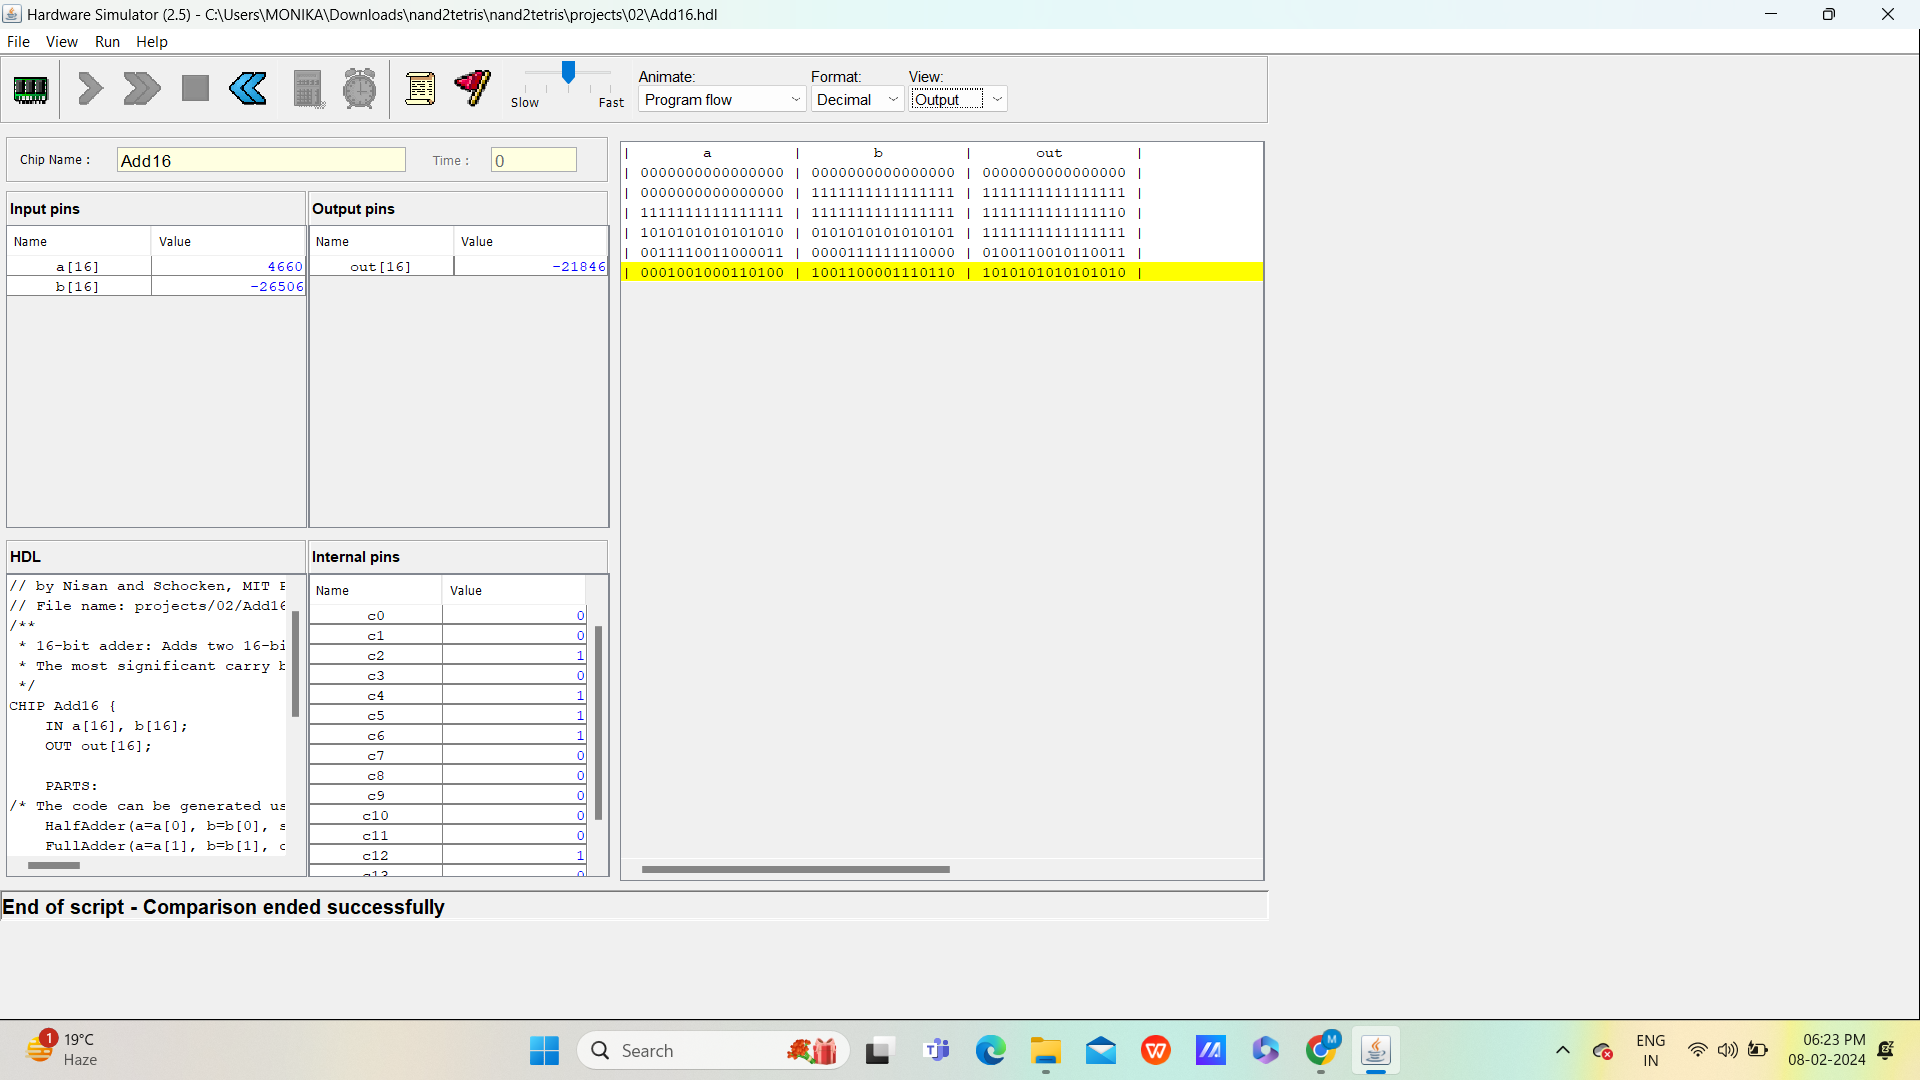 Hardware Simulator (2.5) - C:\Users\MONIKA\Downloads\nand2tetris\nand2tetris\projects\02\Add16.hdl
File View Run Help
Animate: Format: View:
Slow Fast Program flow Decimal Output
Chip Name : Add16 Time : 0
Input pins
Name Value
a[16] 4660
b[16] -26506
Output pins
Name Value
out[16] -21846
| a | b | out |
| 0000000000000000 | 0000000000000000 | 0000000000000000 |
| 0000000000000000 | 1111111111111111 | 1111111111111111 |
| 1111111111111111 | 1111111111111111 | 1111111111111110 |
| 1010101010101010 | 0101010101010101 | 1111111111111111 |
| 0011110011000011 | 0000111111110000 | 0100110010110011 |
| 0001001000110100 | 1001100001110110 | 1010101010101010 |
HDL
// by Nisan and Schocken, MIT
// File name: projects/02/Add16
/**
* 16-bit adder: Adds two 16-bi
* The most significant carry
*/
CHIP Add16 {
IN a[16], b[16];
OUT out[16];
PARTS:
/* The code can be generated us
HalfAdder(a=a[0], b=b[0], s
FullAdder(a=a[1], b=b[1], c
Internal pins
Name Value
c0 0
c1 0
c2 1
c3 0
c4 1
c5 1
c6 1
c7 0
c8 0
c9 0
c10 0
c11 0
c12 1
c13 0
End of script - Comparison ended successfully
1
19°C
Haze
Search
M
ENG
IN
06:23 PM
08-02-2024